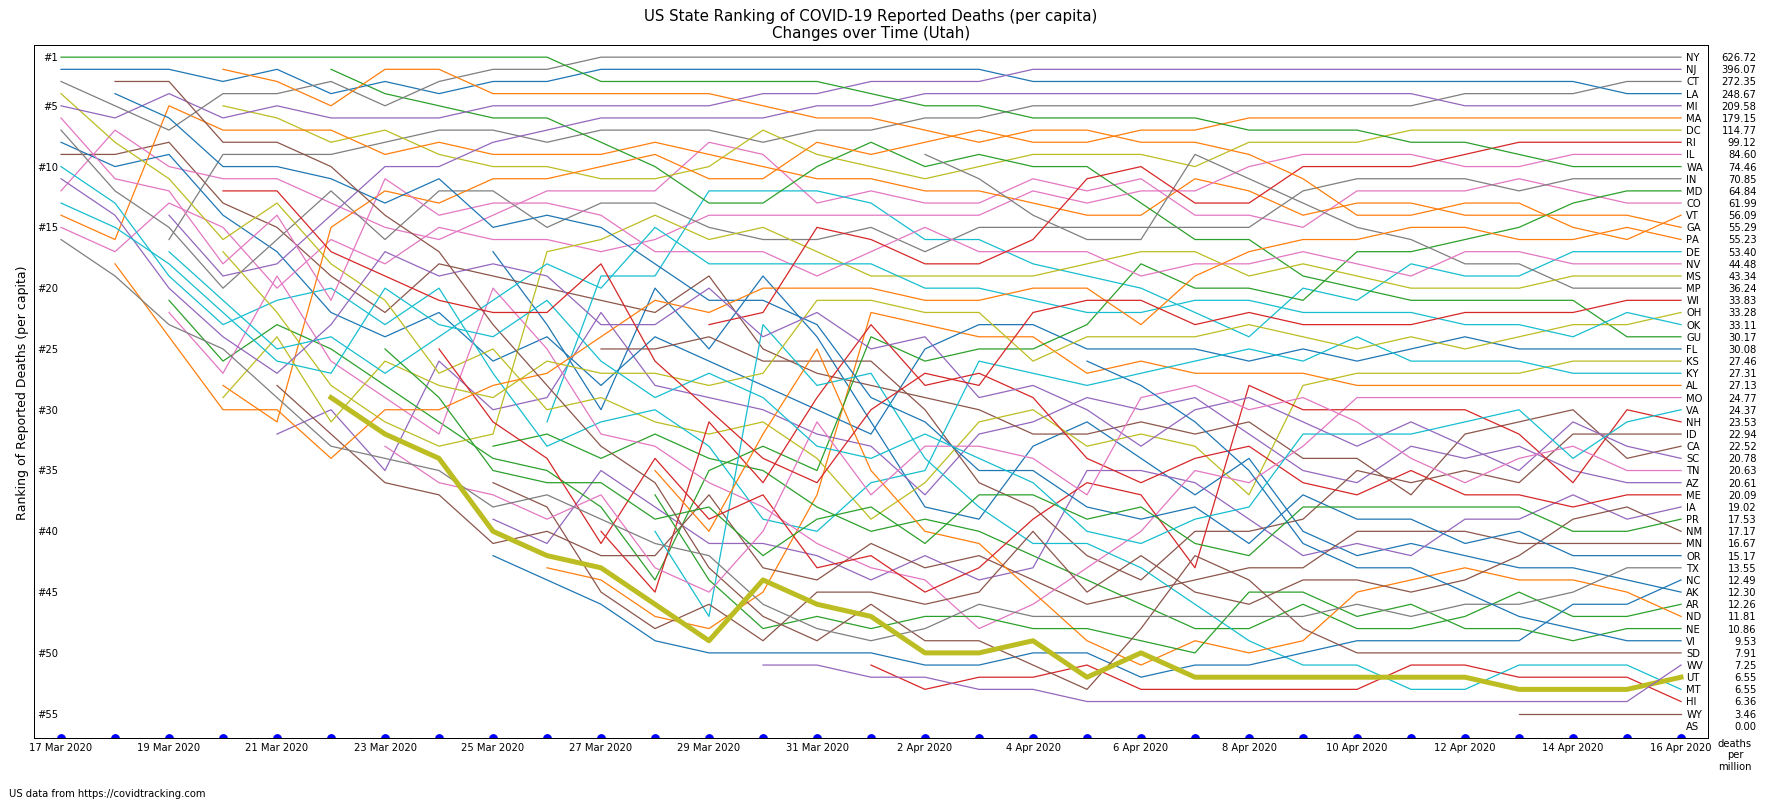 US State Ranking of COVID-19 Reported Deaths (per capita)
Changes over Time (Utah)
Ranking of Reported Deaths (per capita)
#1
#5
#10
#15
#20
#25
#30
#35
#40
#45
#50
#55
NY 626.72
NJ 396.07
CT 272.35
LA 248.67
MI 209.58
MA 179.15
DC 114.77
RI 99.12
IL 84.60
WA 74.46
IN 70.85
MD 64.84
CO 61.99
VT 56.09
GA 55.29
PA 55.23
DE 53.40
NV 44.48
MS 43.34
MP 36.24
WI 33.83
OH 33.28
OK 33.11
GU 30.17
FL 30.08
KS 27.46
KY 27.31
AL 27.13
MO 24.77
VA 24.37
NH 23.53
ID 22.94
CA 22.52
SC 20.78
TN 20.63
AZ 20.61
ME 20.09
IA 19.02
PR 17.53
NM 17.17
MN 16.67
OR 15.17
TX 13.55
NC 12.49
AK 12.30
AR 12.26
ND 11.81
NE 10.86
VI 9.53
SD 7.91
WV 7.25
UT 6.55
MT 6.55
HI 6.36
WY 3.46
AS 0.00
17 Mar 2020 19 Mar 2020 21 Mar 2020 23 Mar 2020 25 Mar 2020 27 Mar 2020 29 Mar 2020 31 Mar 2020 2 Apr 2020 4 Apr 2020 6 Apr 2020 8 Apr 2020 10 Apr 2020 12 Apr 2020 14 Apr 2020 16 Apr 2020
deaths
per
million
US data from https://covidtracking.com